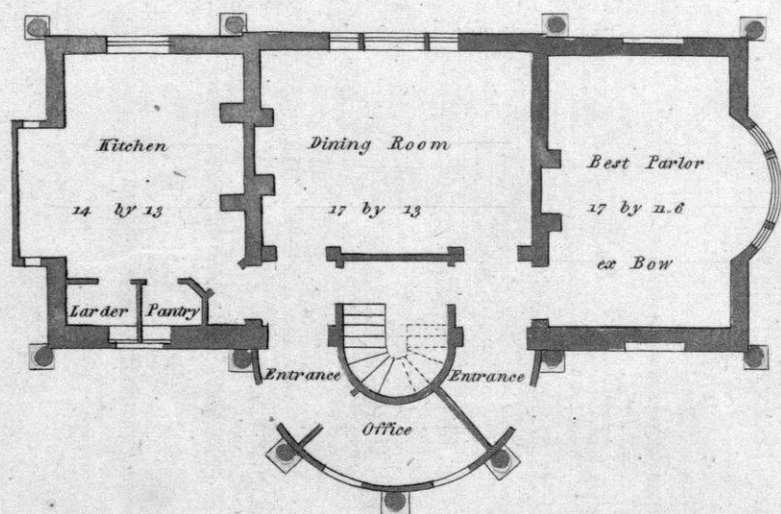 Kitchen
14 by 13
Dining Room
17 by 13
Best Parlor
17 by 11.6
ex Bow
Larder
Pantry
Entrance
Entrance
Office